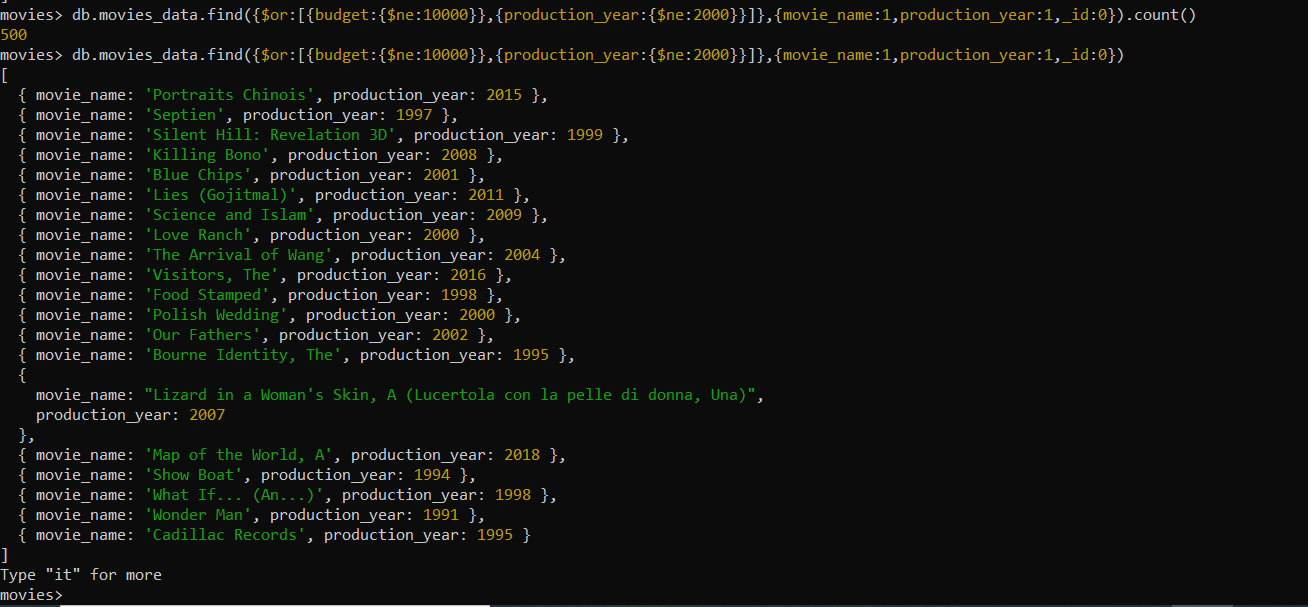 movies> db.movies_data.find({$or:[{budget:{$ne:10000}},{production_year:{$ne:2000}}]},{movie_name:1,production_year:1,_id:0}).count()
500
movies> db.movies_data.find({$or:[{budget:{$ne:10000}},{production_year:{$ne:2000}}]},{movie_name:1,production_year:1,_id:0})
[
  { movie_name: 'Portraits Chinois', production_year: 2015 },
  { movie_name: 'Septien', production_year: 1997 },
  { movie_name: 'Silent Hill: Revelation 3D', production_year: 1999 },
  { movie_name: 'Killing Bono', production_year: 2008 },
  { movie_name: 'Blue Chips', production_year: 2001 },
  { movie_name: 'Lies (Gojitmal)', production_year: 2011 },
  { movie_name: 'Science and Islam', production_year: 2009 },
  { movie_name: 'Love Ranch', production_year: 2000 },
  { movie_name: 'The Arrival of Wang', production_year: 2004 },
  { movie_name: 'Visitors, The', production_year: 2016 },
  { movie_name: 'Food Stamped', production_year: 1998 },
  { movie_name: 'Polish Wedding', production_year: 2000 },
  { movie_name: 'Our Fathers', production_year: 2002 },
  { movie_name: 'Bourne Identity, The', production_year: 1995 },
  {
    movie_name: "Lizard in a Woman's Skin, A (Lucertola con la pelle di donna, Una)",
    production_year: 2007
  },
  { movie_name: 'Map of the World, A', production_year: 2018 },
  { movie_name: 'Show Boat', production_year: 1994 },
  { movie_name: 'What If... (An...)', production_year: 1998 },
  { movie_name: 'Wonder Man', production_year: 1991 },
  { movie_name: 'Cadillac Records', production_year: 1995 }
]
Type "it" for more
movies>